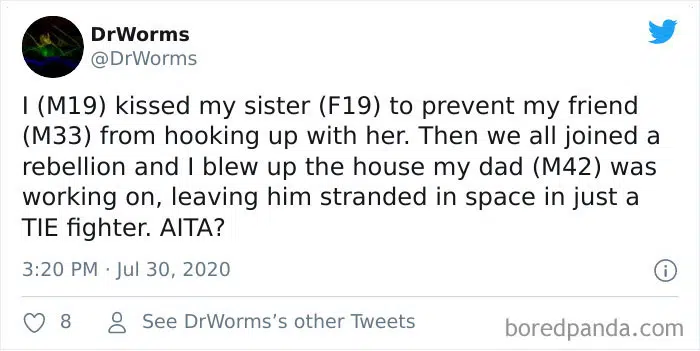 DrWorms
@DrWorms
I (M19) kissed my sister (F19) to prevent my friend
(M33) from hooking up with her. Then we all joined a
rebellion and I blew up the house my dad (M42) was
working on, leaving him stranded in space in just a
TIE fighter. AITA?
3:20 PM · Jul 30, 2020
8
See DrWorms’s other Tweets
boredpanda.com